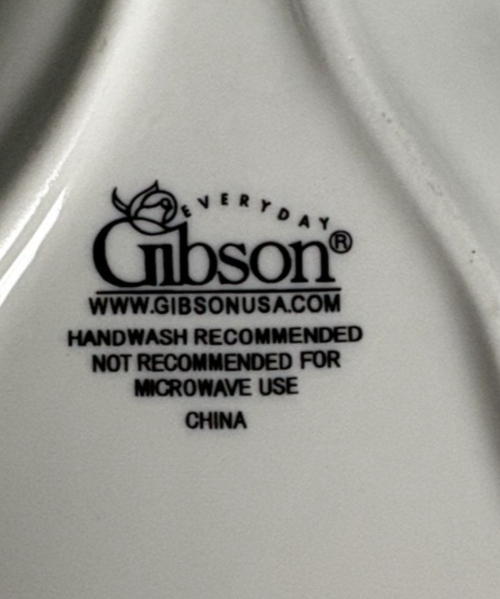 EVERYDAY
Gibson®
WWW.GIBSONUSA.COM
HANDWASH RECOMMENDED
NOT RECOMMENDED FOR
MICROWAVE USE
CHINA